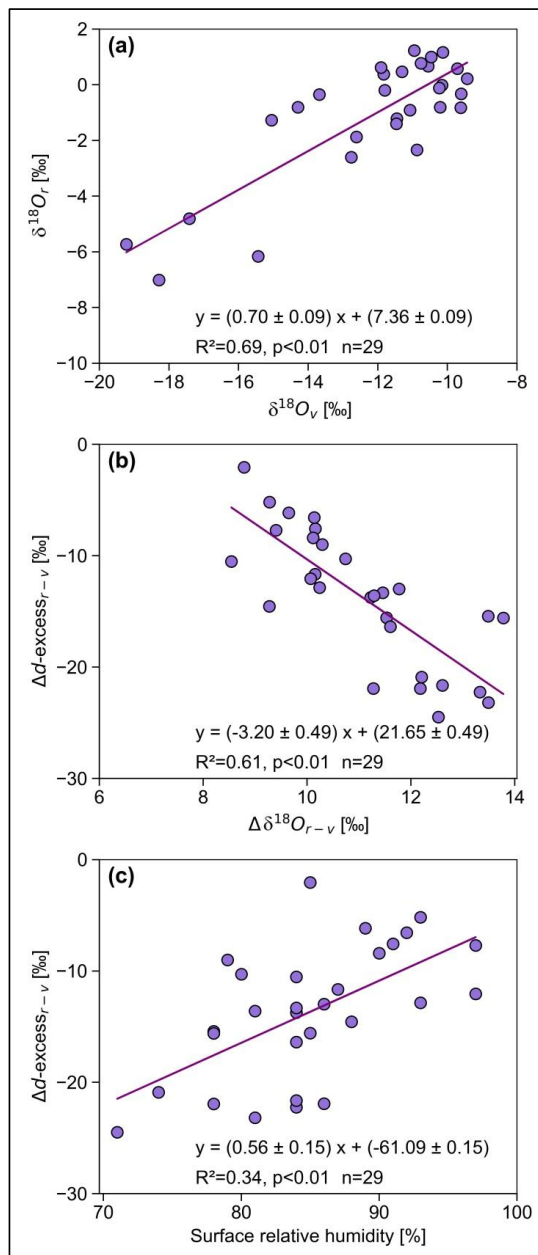 (a)
2
0
−2
−4
−6
−8
−10
δ¹⁸Oᵣ [‰]
y = (0.70 ± 0.09) x + (7.36 ± 0.09)
R²=0.69, p<0.01 n=29
−20 −18 −16 −14 −12 −10 −8
δ¹⁸Oᵥ [‰]
(b)
0
−10
−20
−30
Δd-excessᵣ₋ᵥ [‰]
y = (-3.20 ± 0.49) x + (21.65 ± 0.49)
R²=0.61, p<0.01 n=29
6 8 10 12 14
Δδ¹⁸Oᵣ₋ᵥ [‰]
(c)
0
−10
−20
−30
Δd-excessᵣ₋ᵥ [‰]
y = (0.56 ± 0.15) x + (-61.09 ± 0.15)
R²=0.34, p<0.01 n=29
70 80 90 100
Surface relative humidity [%]